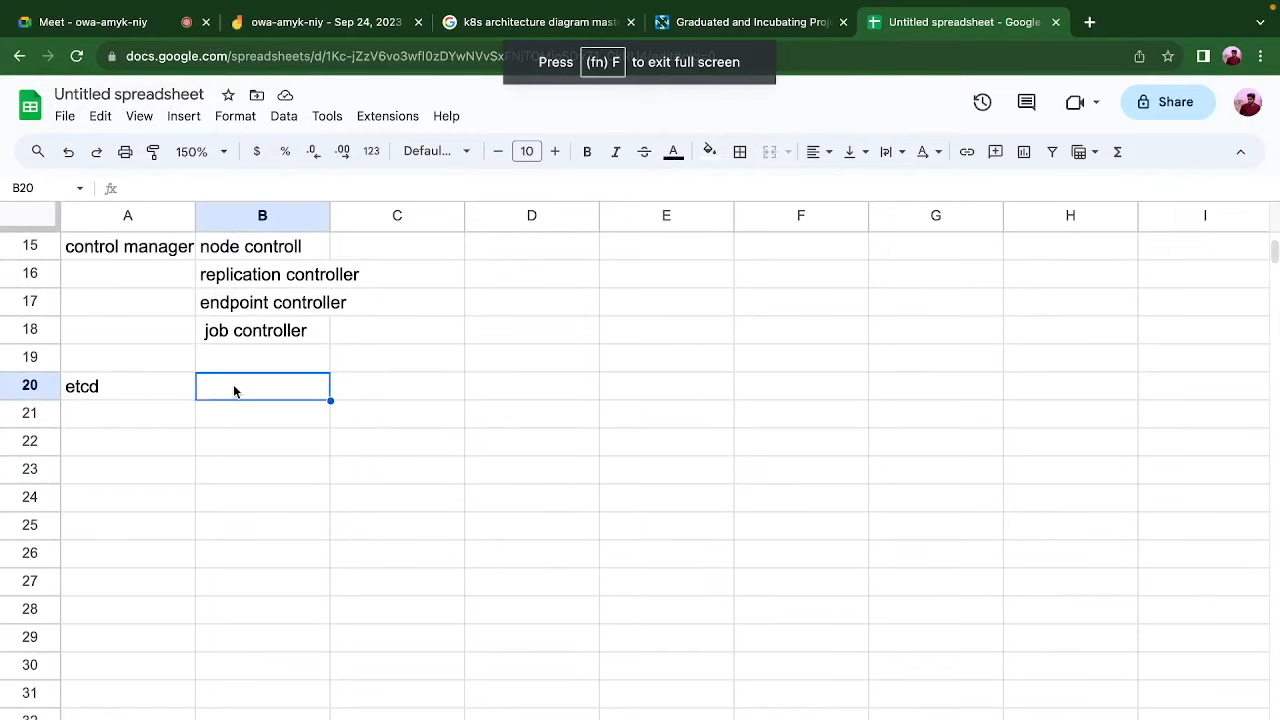 Meet - owa-amyk-niy
owa-amyk-niy - Sep 24, 2023
k8s architecture diagram mast
Graduated and Incubating Proj
Untitled spreadsheet - Google
docs.google.com/spreadsheets/d/1Kc-jZzV6vo3wfl0zDYwNVvSx
Press (fn) F to exit full screen
Untitled spreadsheet
File Edit View Insert Format Data Tools Extensions Help
Share
150% $ % .0 .00 123 Defaul... − 10 + B I A Σ
B20 fx
A B C D E F G H I
15 control manager node controll
16 replication controller
17 endpoint controller
18 job controller
19
20 etcd
21
22
23
24
25
26
27
28
29
30
31